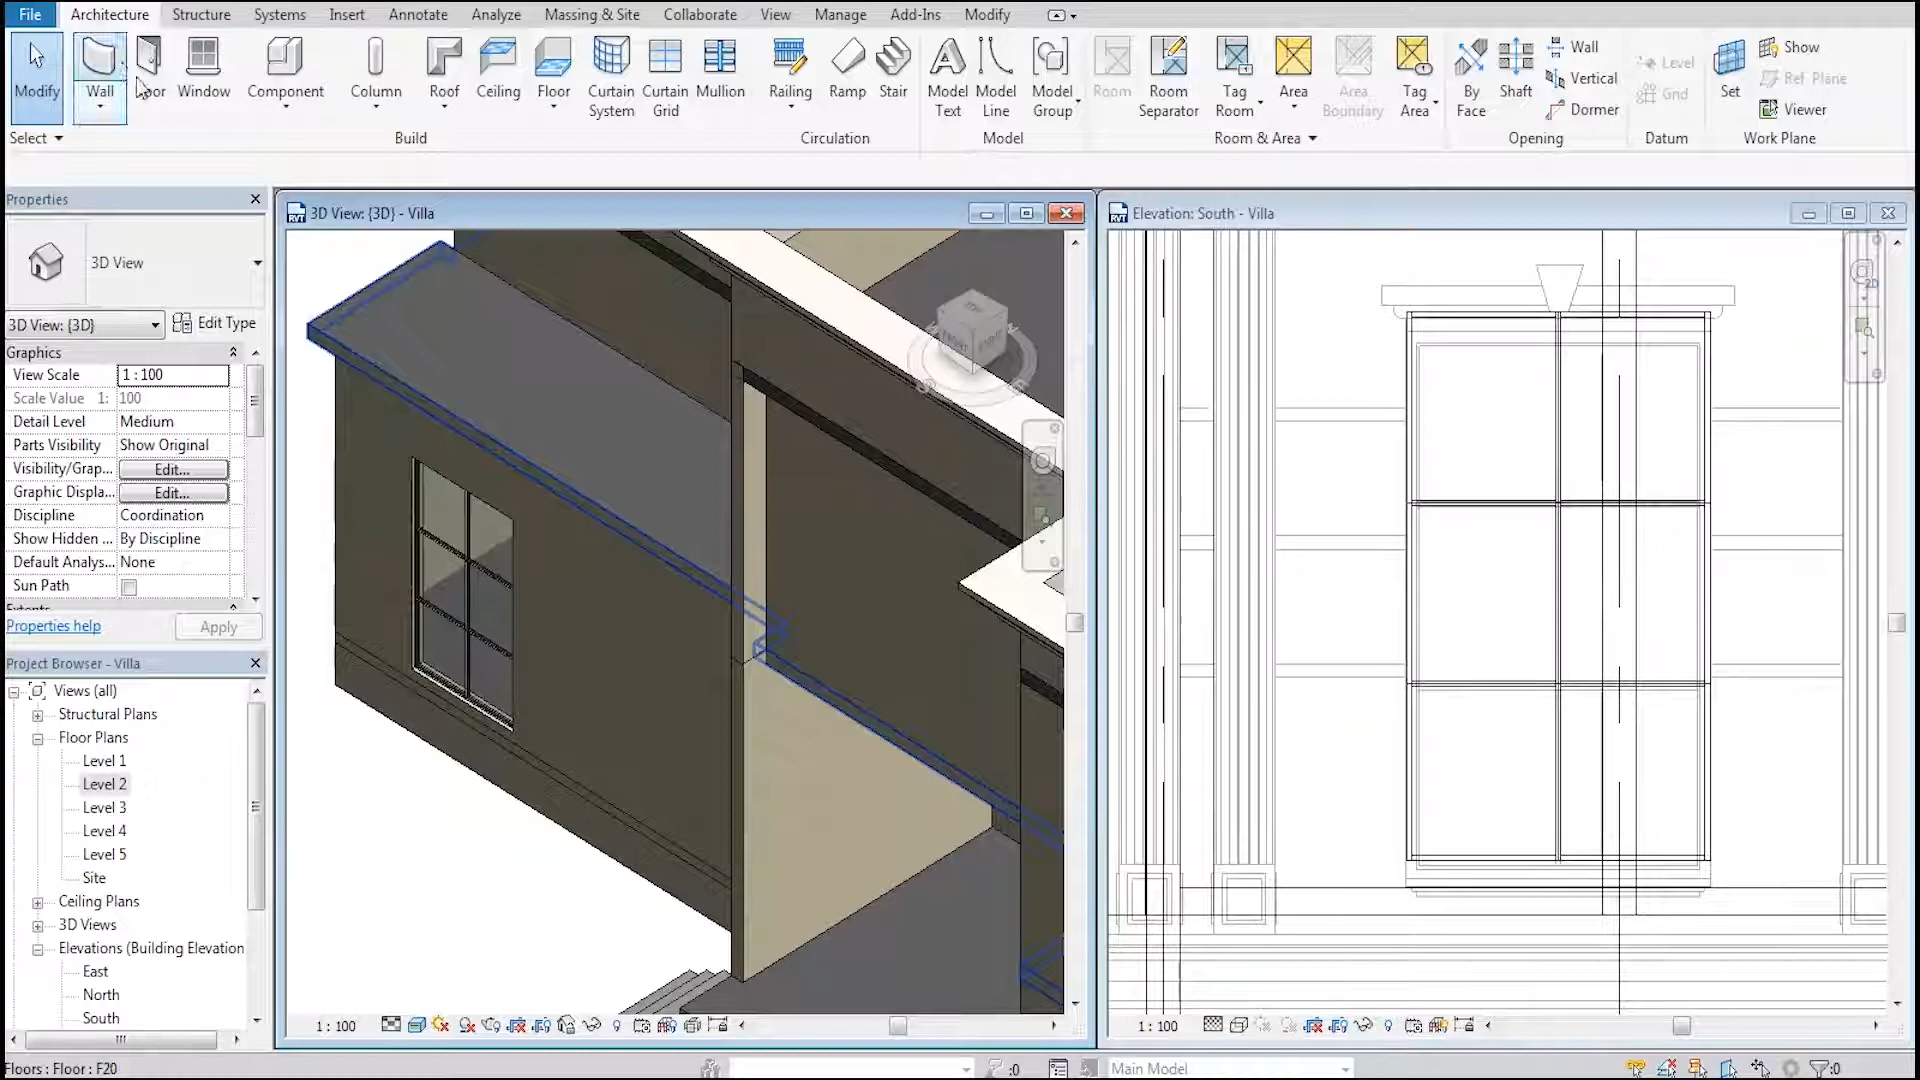 File Architecture Structure Systems Insert Annotate Analyze Massing & Site Collaborate View Manage Add-Ins Modify
Modify Wall Window Component Column Roof Ceiling Floor Curtain System Curtain Grid Mullion Railing Ramp Stair Model Text Model Line Model Group Room Room Separator Tag Room Area Area Boundary Tag Area By Face Shaft Wall Vertical Dormer Level Grid Set Show Ref Plane Viewer
Select Build Circulation Model Room & Area Opening Datum Work Plane
Properties
3D View
3D View: {3D} Edit Type
Graphics
View Scale 1 : 100
Scale Value 1: 100
Detail Level Medium
Parts Visibility Show Original
Visibility/Grap... Edit...
Graphic Displa... Edit...
Discipline Coordination
Show Hidden ... By Discipline
Default Analys... None
Sun Path
Properties help Apply
Project Browser - Villa
Views (all)
Structural Plans
Floor Plans
Level 1
Level 2
Level 3
Level 4
Level 5
Site
Ceiling Plans
3D Views
Elevations (Building Elevation
East
North
South
3D View: {3D} - Villa
FRONT
1 : 100
Elevation: South - Villa
2D
1 : 100
Floors : Floor : F20
:0
Main Model
:0